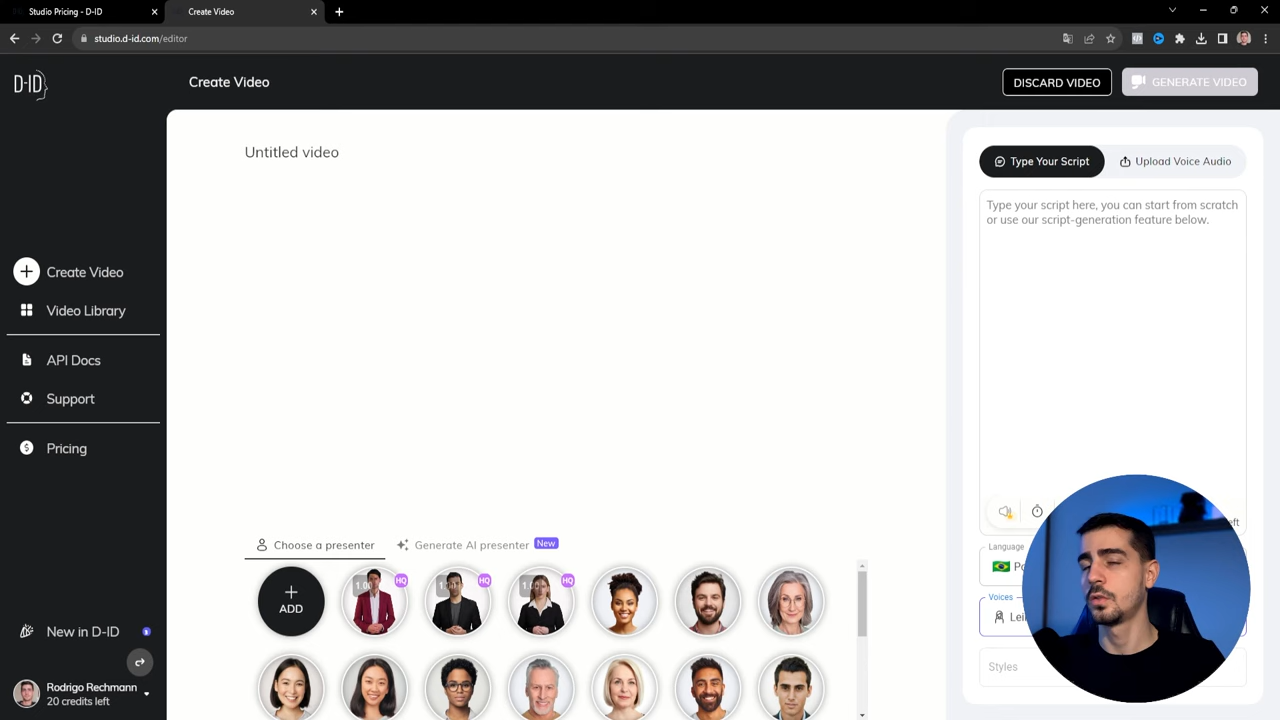 Studio Pricing - D-ID
Create Video
studio.d-id.com/editor
D-ID
Create Video
DISCARD VIDEO
GENERATE VIDEO
Untitled video
Type Your Script
Upload Voice Audio
Type your script here, you can start from scratch
or use our script-generation feature below.
Create Video
Video Library
API Docs
Support
Pricing
Language
Voices
Styles
Choose a presenter
Generate AI presenter
New
ADD
HQ
HQ
HQ
New in D-ID
Rodrigo Rechmann
20 credits left